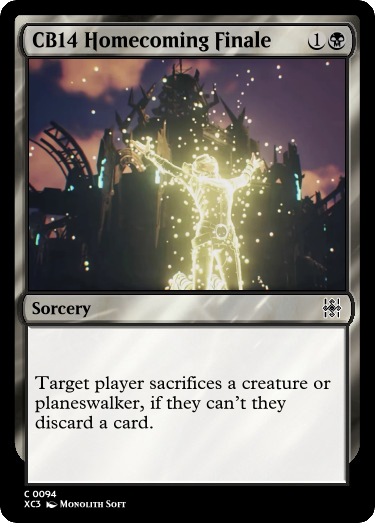 CB14 Homecoming Finale 1
Sorcery
Target player sacrifices a creature or
planeswalker, if they can't they
discard a card.
C 0094
XC3 Monolith Soft